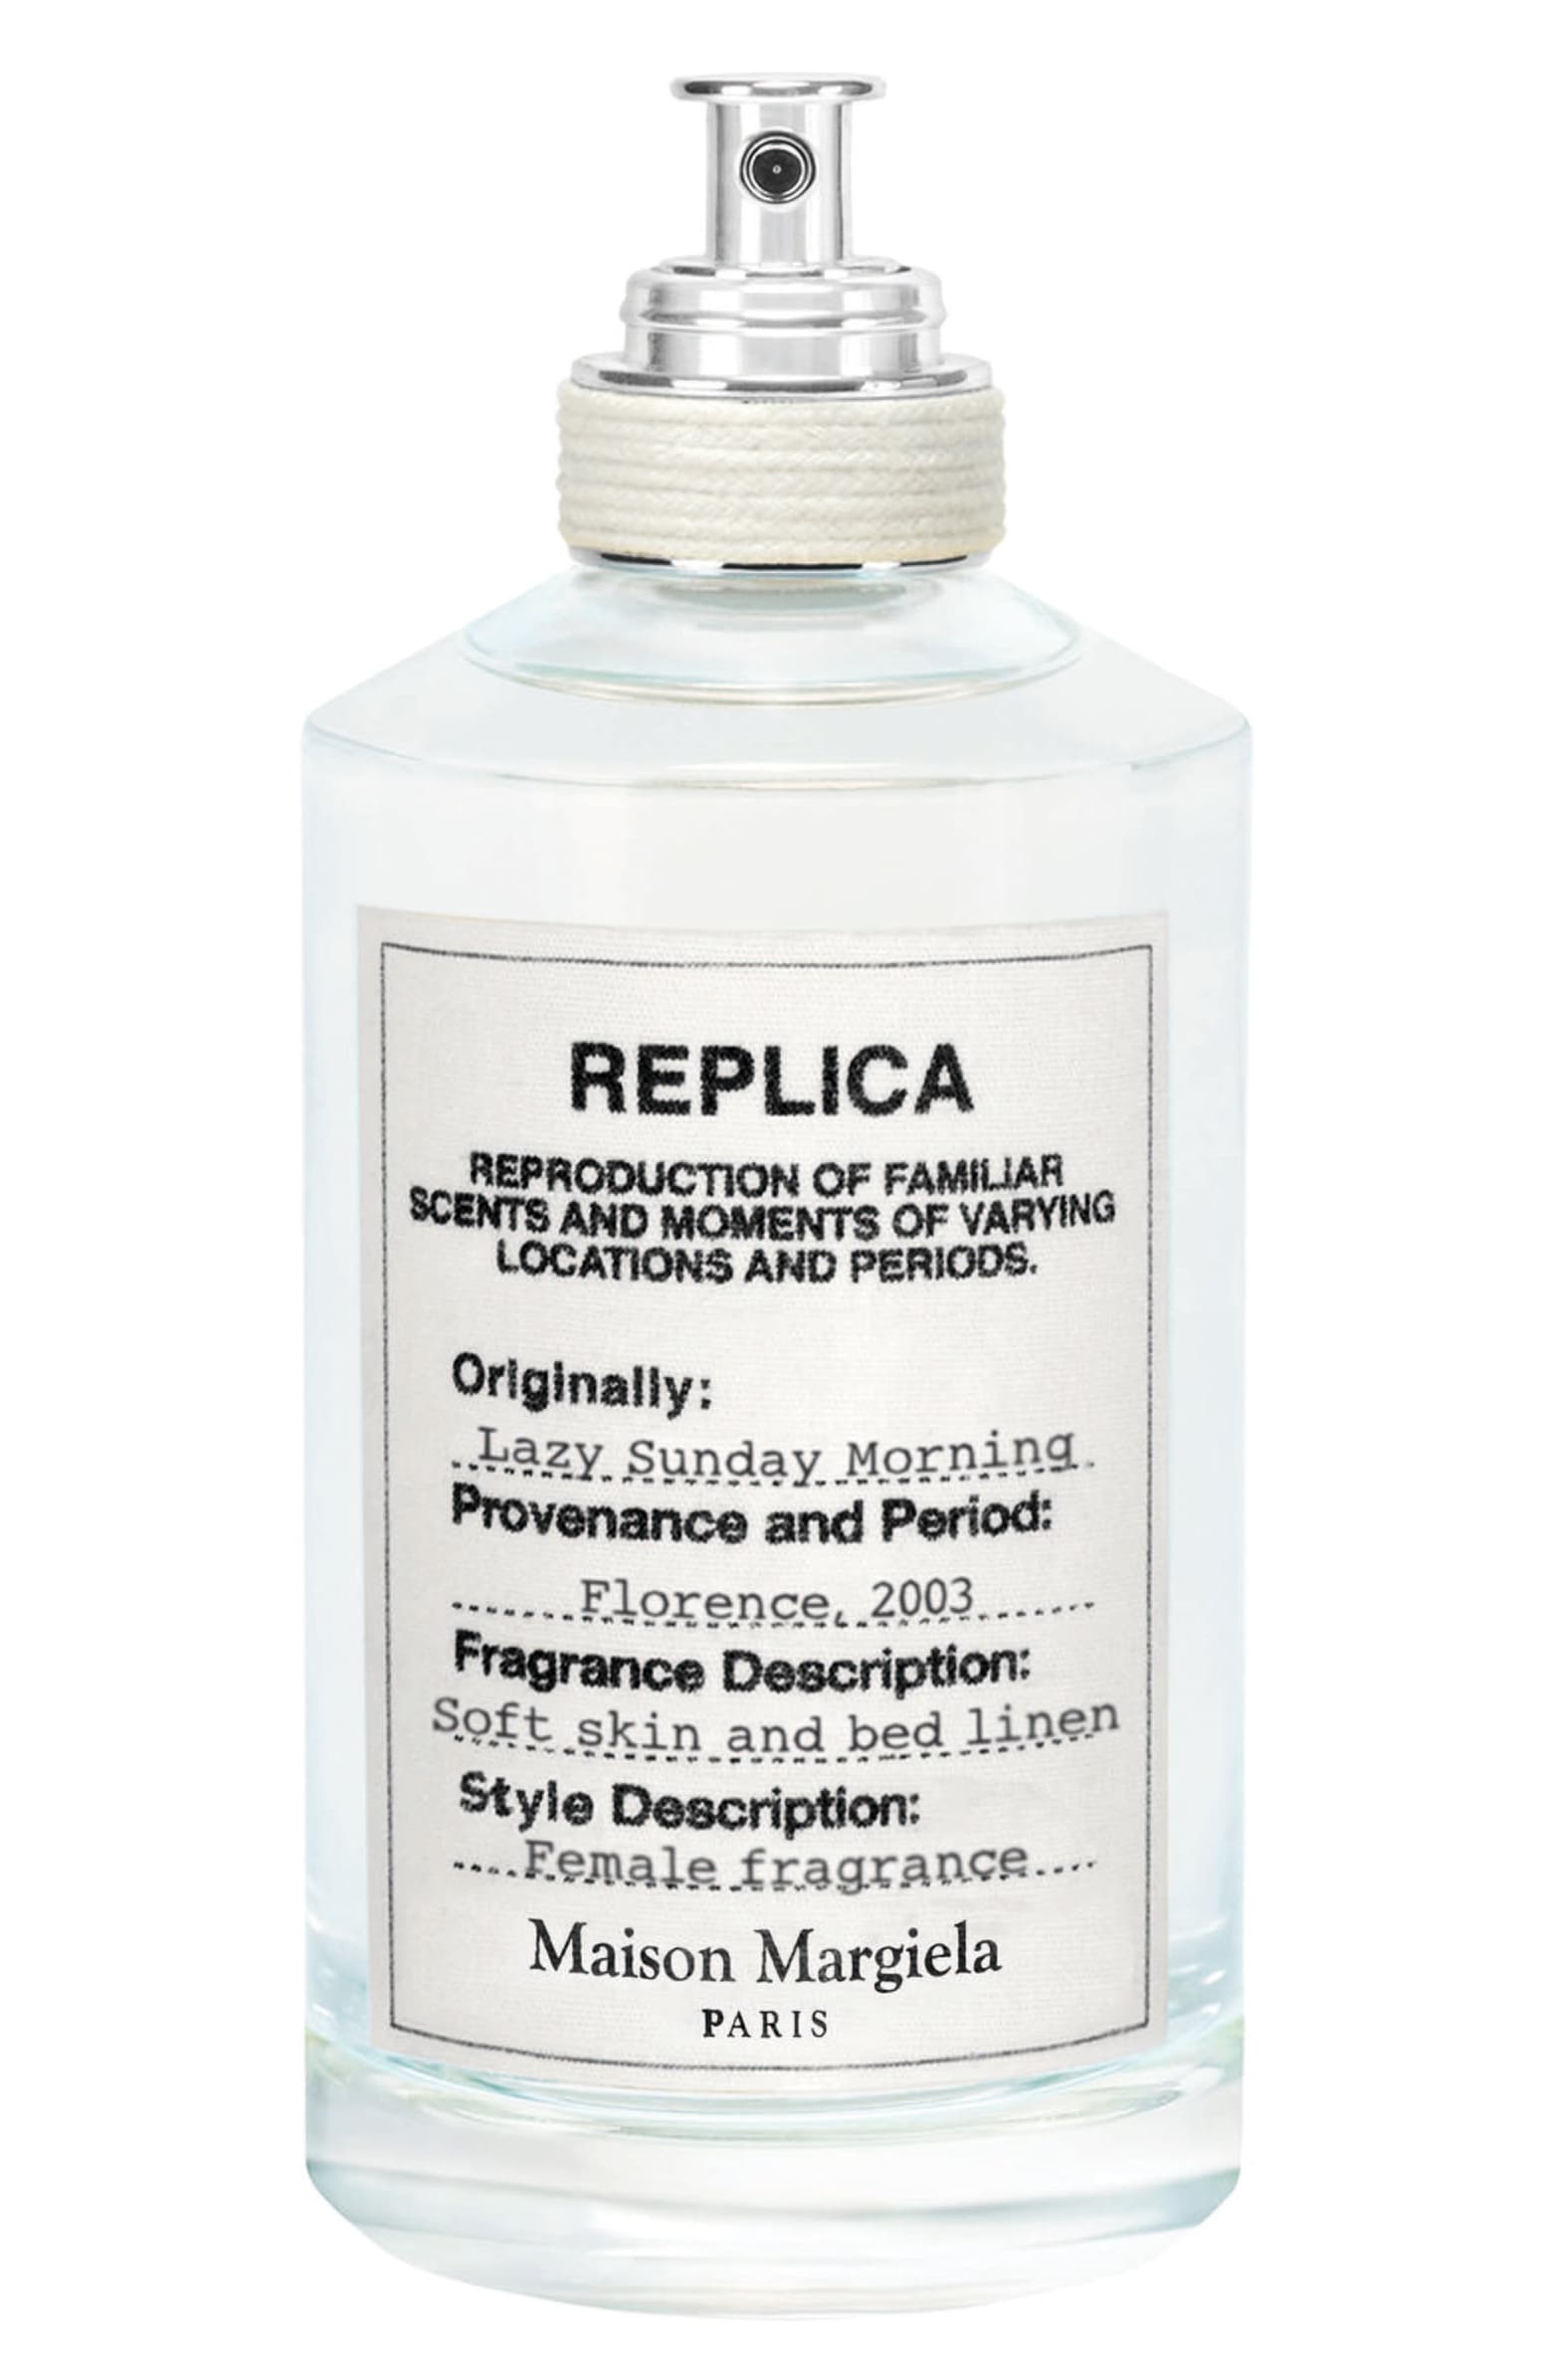 REPLICA
REPRODUCTION OF FAMILIAR
SCENTS AND MOMENTS OF VARYING
LOCATIONS AND PERIODS.
Originally:
Lazy Sunday Morning
Provenance and Period:
Florence, 2003
Fragrance Description:
Soft skin and bed linen
Style Description:
Female fragrance
Maison Margiela
PARIS